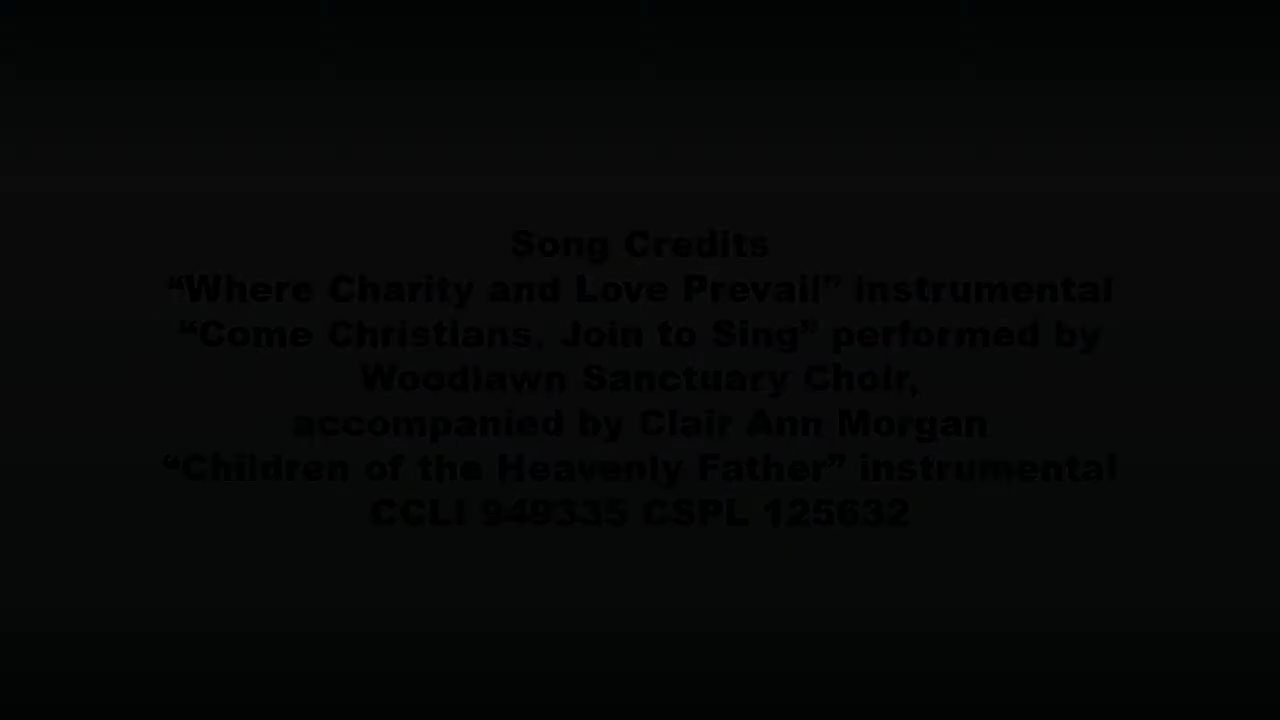 Song Credits
“Where Charity and Love Prevail” instrumental
“Come Christians, Join to Sing” performed by
Woodlawn Sanctuary Choir,
accompanied by Clair Ann Morgan
“Children of the Heavenly Father” instrumental
CCLI 949335 CSPL 125632